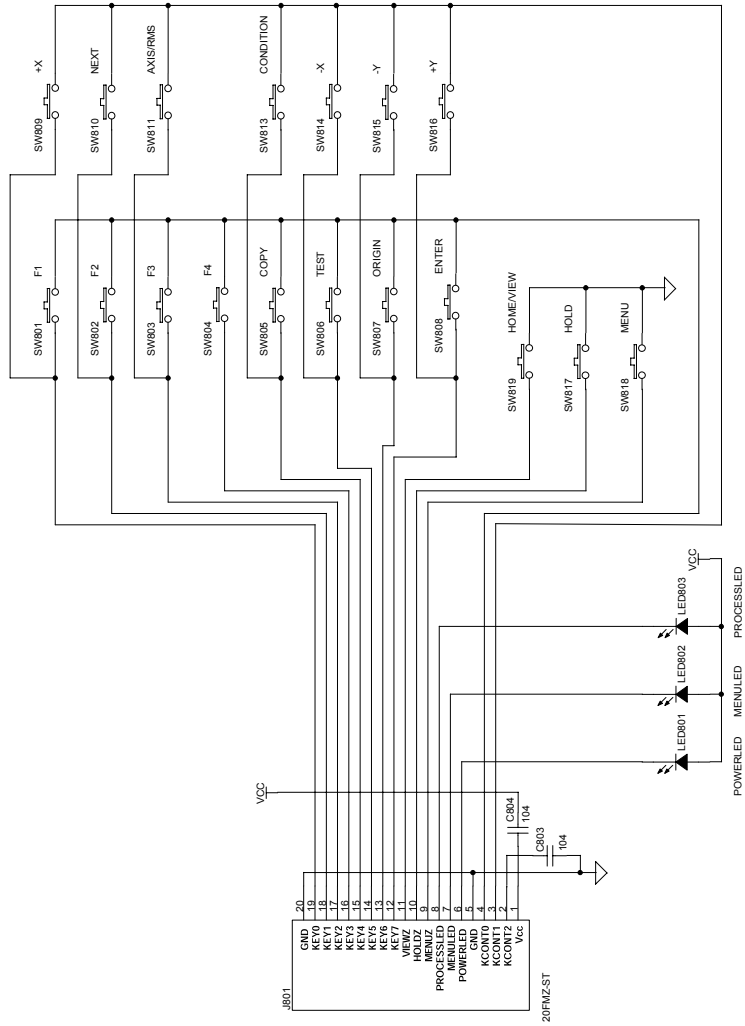 +X
SW809
NEXT
SW810
AXIS/RMS
SW811
CONDITION
SW813
-X
SW814
-Y
SW815
+Y
SW816
F1
SW801
F2
SW802
F3
SW803
F4
SW804
COPY
SW805
TEST
SW806
ORIGIN
SW807
ENTER
SW808
HOME/VIEW
SW819
HOLD
SW817
MENU
SW818
VCC
LED803
PROCESSLED
LED802
MENULED
LED801
POWERLED
VCC
C804
104
C803
104
J801
20 GND
19 KEY0
18 KEY1
17 KEY2
16 KEY3
15 KEY4
14 KEY5
13 KEY6
12 KEY7
11 VIEWZ
10 HOLDZ
9 MENUZ
8 PROCESSLED
7 MENULED
6 POWERLED
5 GND
4 KCONT0
3 KCONT1
2 KCONT2
1 Vcc
20FMZ-ST